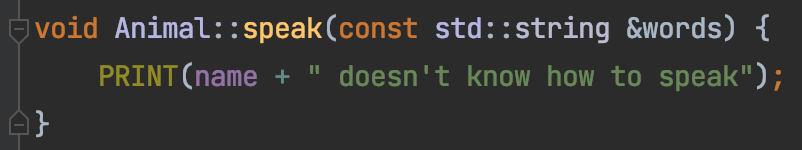 void Animal::speak(const std::string &words) {
    PRINT(name + " doesn't know how to speak");
}